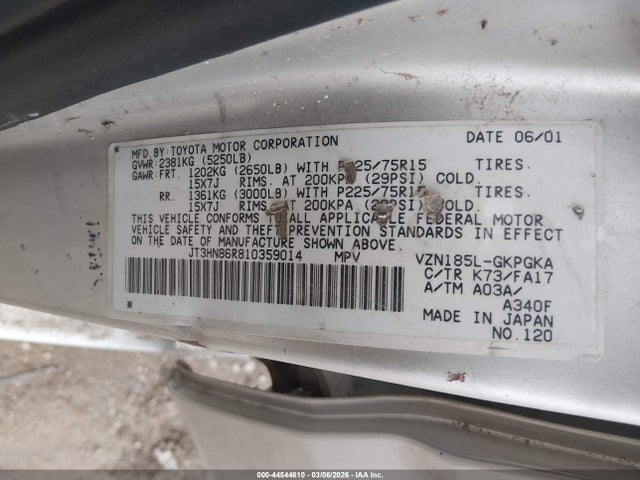 MFD.BY: TOYOTA MOTOR CORPORATION DATE 06/01
GVWR: 2381KG (5250LB)
GAWR: FRT. 1202KG (2650LB) WITH P225/75R15 TIRES.
15X7J RIMS. AT 200KPA (29PSI) COLD.
RR. 1361KG (3000LB) WITH P225/75R15 TIRES.
15X7J RIMS. AT 200KPA (29PSI) COLD.
THIS VEHICLE CONFORMS TO ALL APPLICABLE FEDERAL MOTOR
VEHICLE SAFETY AND THEFT PREVENTION STANDARDS IN EFFECT
ON THE DATE OF MANUFACTURE SHOWN ABOVE.
JT3HN86R810359014 MPV VZN185L-GKPGKA
C/TR K73/FA17
A/TM A03A/
A340F
MADE IN JAPAN
NO.120
000-44544610 - 03/06/2026 - IAA, Inc.